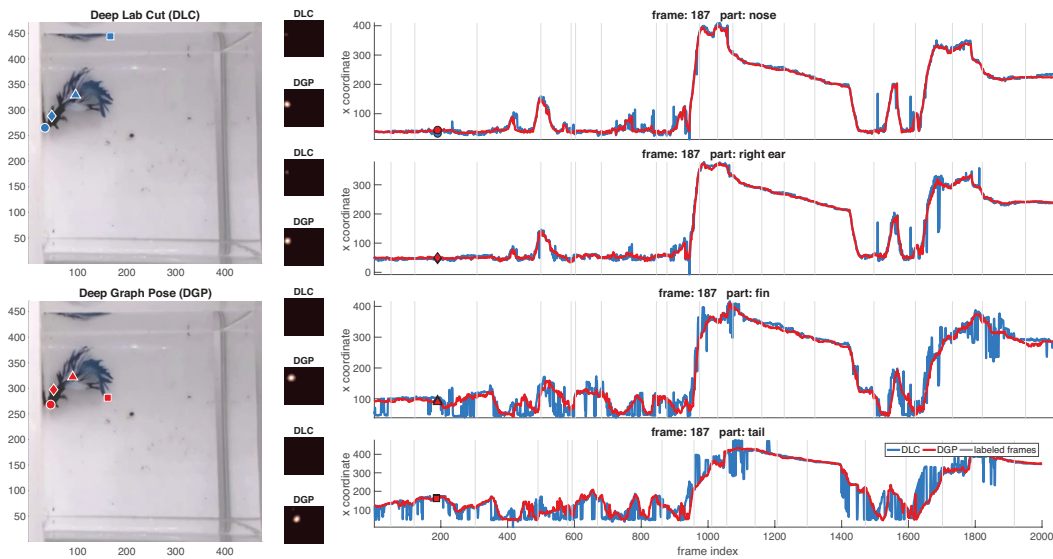 Deep Lab Cut (DLC)
450
400
350
300
250
200
150
100
50
100
200
300
400
Deep Graph Pose (DGP)
450
400
350
300
250
200
150
100
50
100
200
300
400
DLC
DGP
DLC
DGP
DLC
DGP
DLC
DGP
frame: 187 part: nose
x coordinate
400
300
200
100
frame: 187 part: right ear
x coordinate
300
200
100
0
frame: 187 part: fin
x coordinate
400
300
200
100
frame: 187 part: tail
x coordinate
400
300
200
100
DLC DGP labeled frames
200
400
600
800
1000
1200
1400
1600
1800
2000
frame index